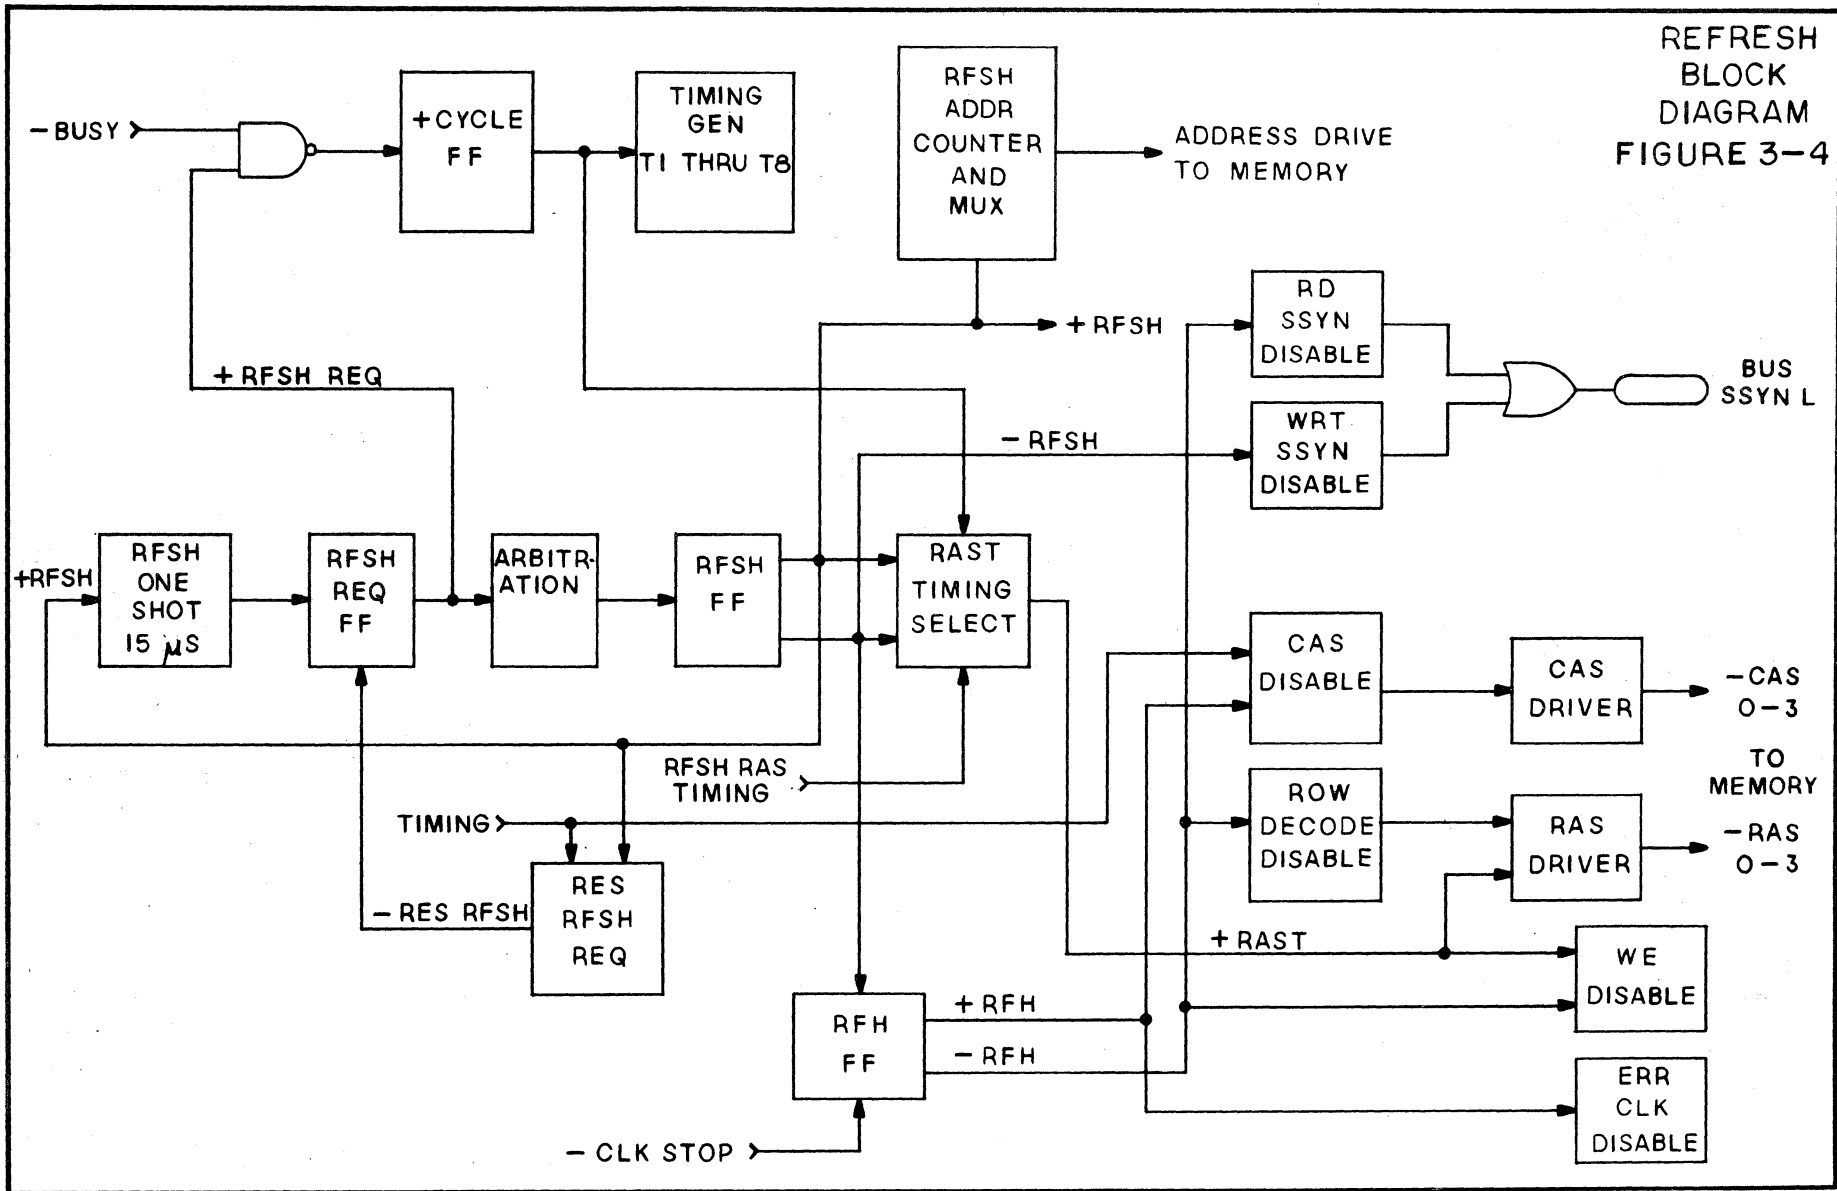 REFRESH
BLOCK
DIAGRAM
FIGURE 3-4
-BUSY
+CYCLE
FF
TIMING
GEN
T1 THRU T8
RFSH
ADDR
COUNTER
AND
MUX
ADDRESS DRIVE
TO MEMORY
+RFSH
+RFSH REQ
RD
SSYN
DISABLE
BUS
SSYN L
WRT
SSYN
DISABLE
-RFSH
+RFSH
RFSH
ONE
SHOT
15 μS
RFSH
REQ
FF
ARBITR-
ATION
RFSH
FF
RAST
TIMING
SELECT
CAS
DISABLE
CAS
DRIVER
-CAS
0-3
TO
MEMORY
RFSH RAS
TIMING
TIMING
ROW
DECODE
DISABLE
RAS
DRIVER
-RAS
0-3
RES
RFSH
REQ
-RES RFSH
+RAST
WE
DISABLE
RFH
FF
+RFH
-RFH
ERR
CLK
DISABLE
-CLK STOP